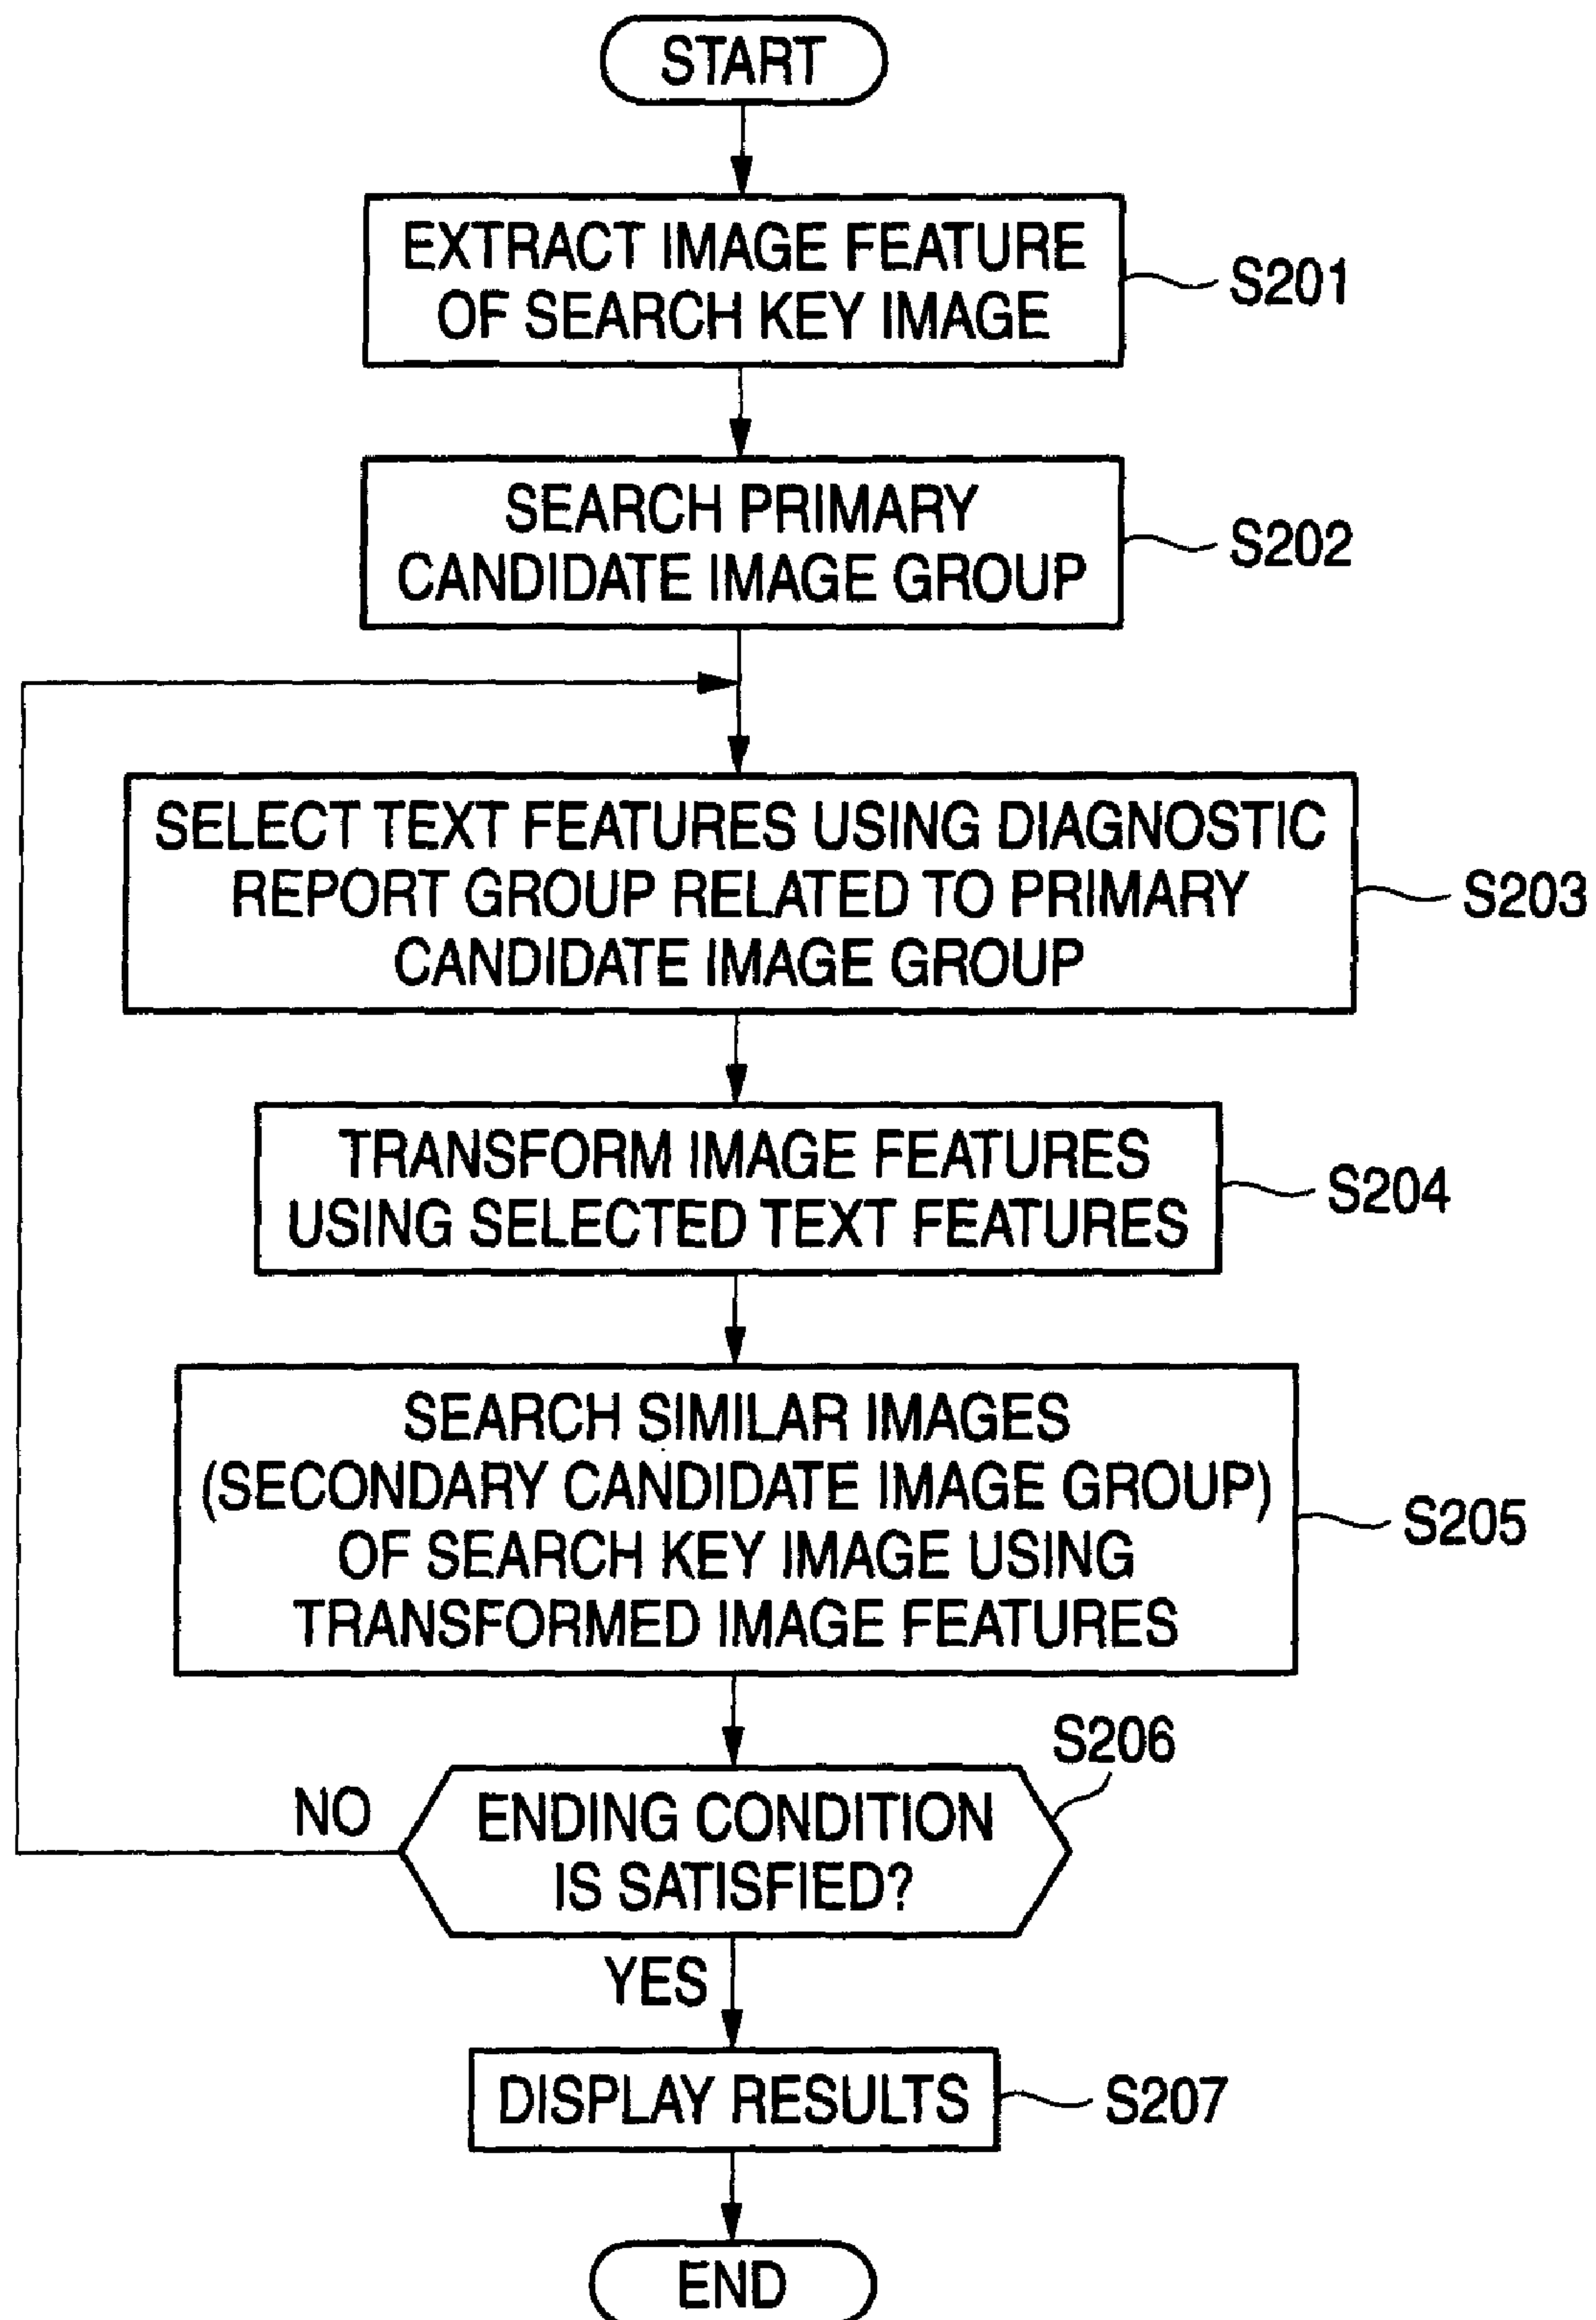 START
EXTRACT IMAGE FEATURE
OF SEARCH KEY IMAGE
S201
SEARCH PRIMARY
CANDIDATE IMAGE GROUP
S202
SELECT TEXT FEATURES USING DIAGNOSTIC
REPORT GROUP RELATED TO PRIMARY
CANDIDATE IMAGE GROUP
S203
TRANSFORM IMAGE FEATURES
USING SELECTED TEXT FEATURES
S204
SEARCH SIMILAR IMAGES
(SECONDARY CANDIDATE IMAGE GROUP)
OF SEARCH KEY IMAGE USING
TRANSFORMED IMAGE FEATURES
S205
S206
NO
ENDING CONDITION
IS SATISFIED?
YES
DISPLAY RESULTS
S207
END